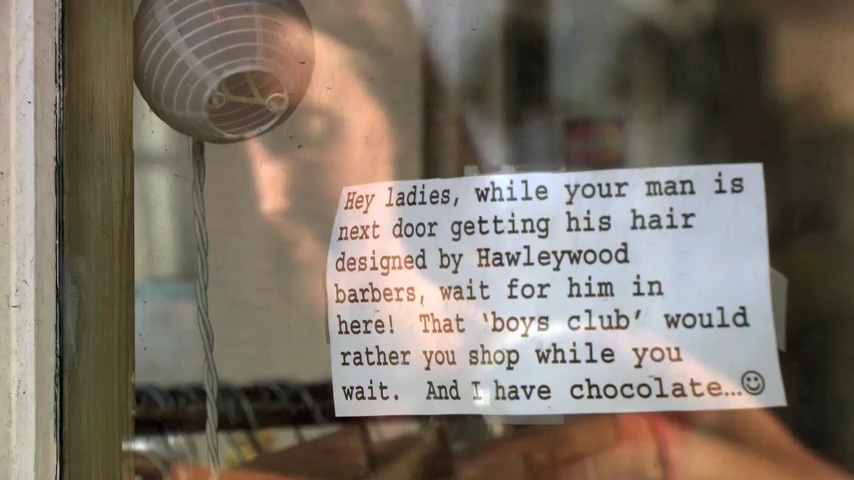 Hey ladies, while your man is
next door getting his hair
designed by Hawleywood
barbers, wait for him in
here! That 'boys club' would
rather you shop while you
wait. And I have chocolate…☺